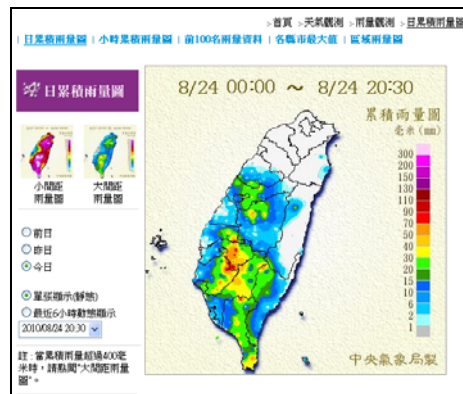 >首頁 >天氣觀測 >雨量觀測 >日累積雨量圖
| 日累積雨量圖 | 小時累積雨量圖 | 前100名雨量資料 | 各縣市最大值 | 區域雨量圖
日累積雨量圖
小間距
雨量圖
大間距
雨量圖
前日
昨日
今日
單張顯示(靜態)
最近6小時動態顯示
2010/08/24 20:30
註：當累積雨量超過400毫
米時，請點閱"大間距雨量
圖"。
8/24 00:00 ～ 8/24 20:30
累積雨量圖
毫米(mm)
300
200
150
130
110
90
70
50
40
30
20
15
10
6
2
1
中央氣象局製